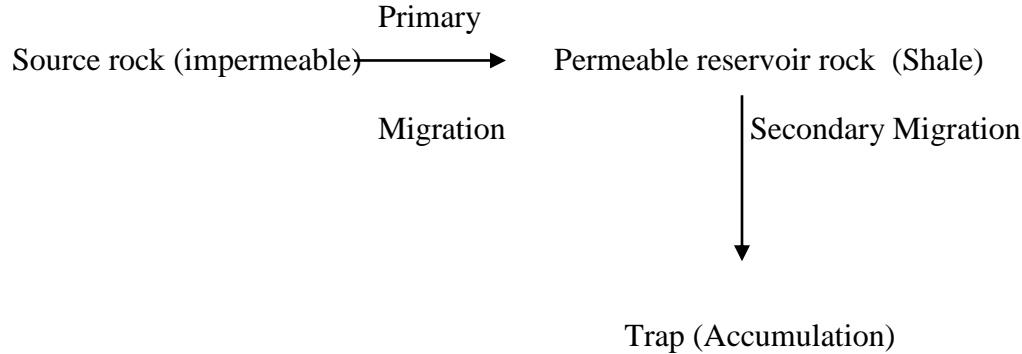 Primary
Source rock (impermeable) Permeable reservoir rock (Shale)
Migration Secondary Migration
Trap (Accumulation)